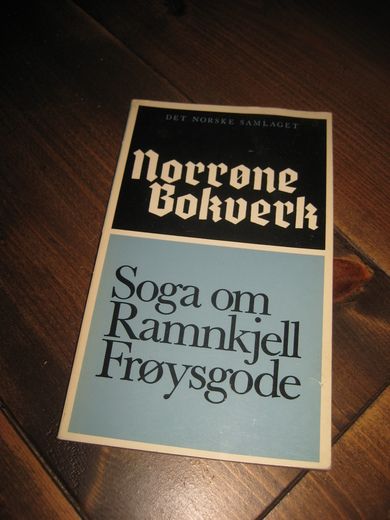 DET NORSKE SAMLAGET
Norrøne
Bokverk
Soga om
Ramnkjell
Frøysgode